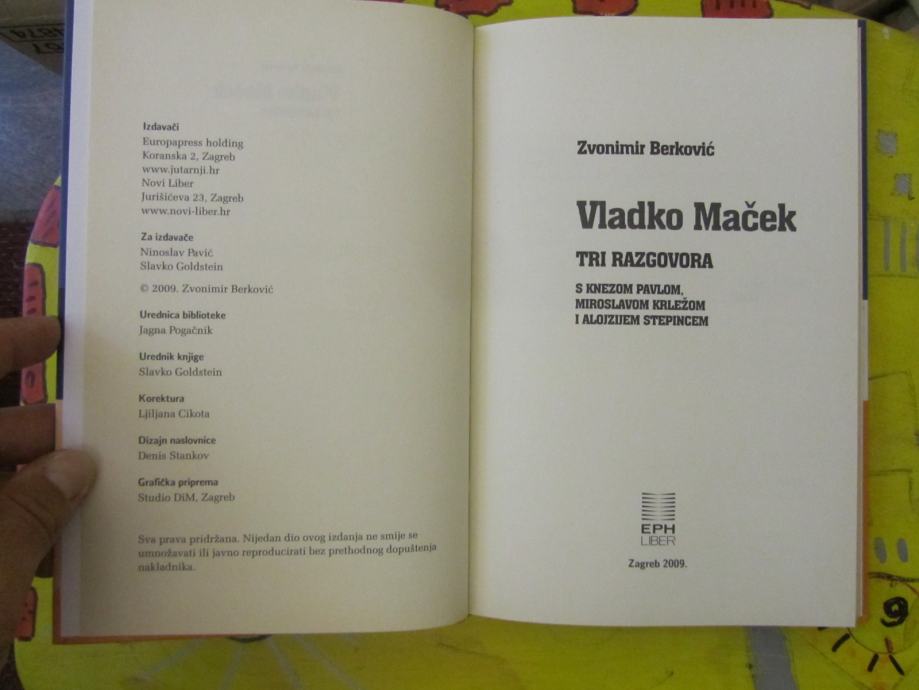 Izdavači
Europapress holding
Koranska 2, Zagreb
www.jutarnji.hr
Novi Liber
Jurišićeva 23, Zagreb
www.novi-liber.hr
Za izdavače
Ninoslav Pavić
Slavko Goldstein
© 2009. Zvonimir Berković
Urednica biblioteke
Jagna Pogačnik
Urednik knjige
Slavko Goldstein
Korektura
Ljiljana Cikota
Dizajn naslovnice
Denis Stankov
Grafička priprema
Studio DiM, Zagreb
Sva prava pridržana. Nijedan dio ovog izdanja ne smije se
umnožavati ili javno reproducirati bez prethodnog dopuštenja
nakladnika.
Zvonimir Berković
Vladko Maček
TRI RAZGOVORA
S KNEZOM PAVLOM,
MIROSLAVOM KRLEŽOM
I ALOJZIJEM STEPINCEM
EPH
LIBER
Zagreb 2009.
9